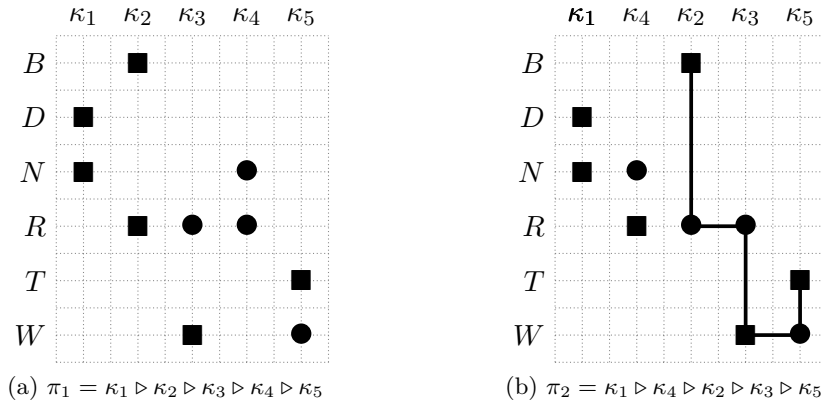 κ1 κ2 κ3 κ4 κ5
B
D
N
R
T
W
(a) π1 = κ1 ▷ κ2 ▷ κ3 ▷ κ4 ▷ κ5
κ1 κ4 κ2 κ3 κ5
B
D
N
R
T
W
(b) π2 = κ1 ▷ κ4 ▷ κ2 ▷ κ3 ▷ κ5